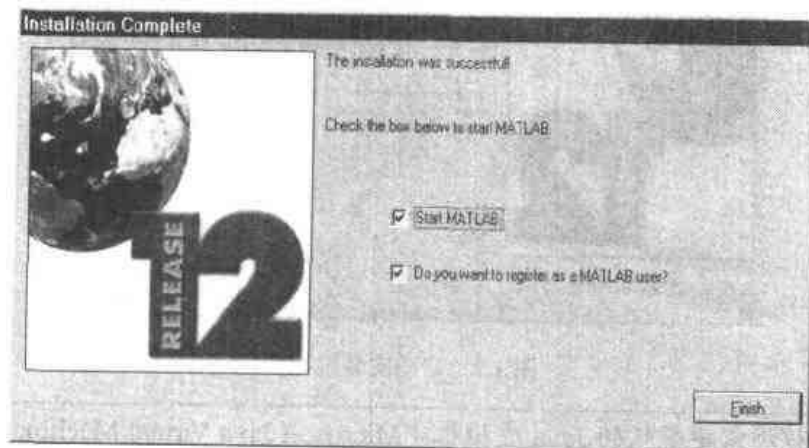 Installation Complete
The installation was successful!
Check the box below to start MATLAB.
Start MATLAB
Do you want to register as a MATLAB user?
RELEASE
12
Finish